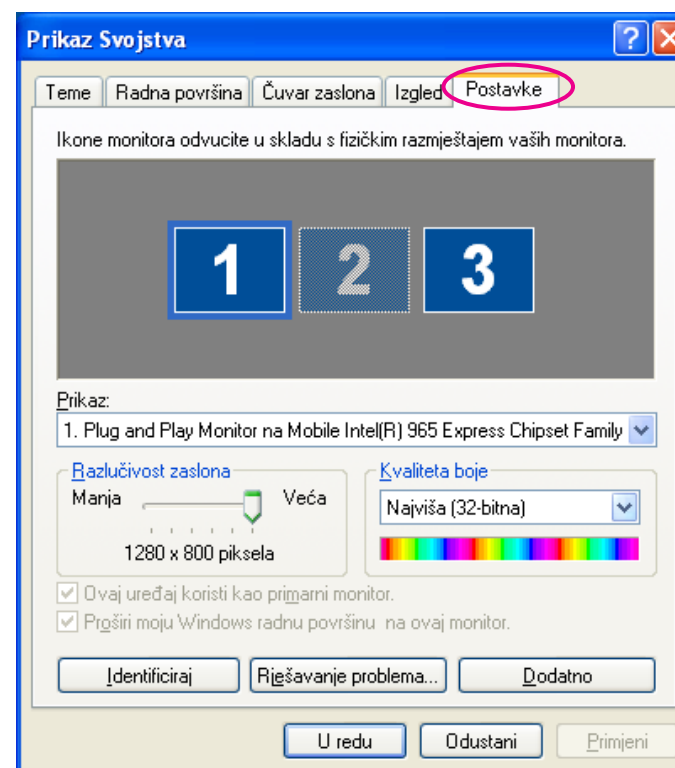 Prikaz Svojstva
Teme Radna površina Čuvar zaslona Izgled Postavke
Ikone monitora odvucite u skladu s fizičkim razmještajem vaših monitora.
1 2 3
Prikaz:
1. Plug and Play Monitor na Mobile Intel(R) 965 Express Chipset Family
Razlučivost zaslona Kvaliteta boje
Manja Veća Najviša (32-bitna)
1280 x 800 piksela
Ovaj uređaj koristi kao primarni monitor.
Proširi moju Windows radnu površinu na ovaj monitor.
Identificiraj Rješavanje problema... Dodatno
U redu Odustani Primjeni